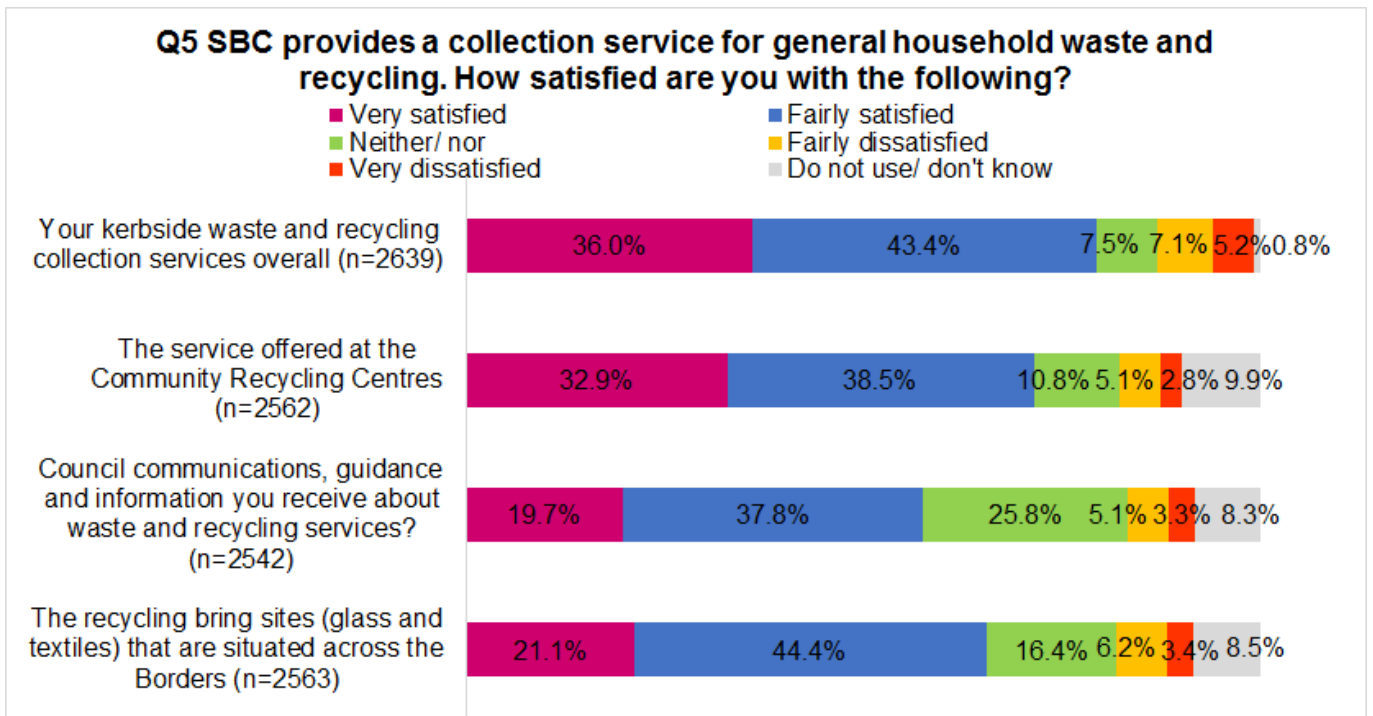 Q5 SBC provides a collection service for general household waste and
recycling. How satisfied are you with the following?
Very satisfied
Fairly satisfied
Neither/ nor
Fairly dissatisfied
Very dissatisfied
Do not use/ don't know
Your kerbside waste and recycling
collection services overall (n=2639)
36.0% 43.4% 7.5% 7.1% 5.2% 0.8%
The service offered at the
Community Recycling Centres
(n=2562)
32.9% 38.5% 10.8% 5.1% 2.8% 9.9%
Council communications, guidance
and information you receive about
waste and recycling services?
(n=2542)
19.7% 37.8% 25.8% 5.1% 3.3% 8.3%
The recycling bring sites (glass and
textiles) that are situated across the
Borders (n=2563)
21.1% 44.4% 16.4% 6.2% 3.4% 8.5%